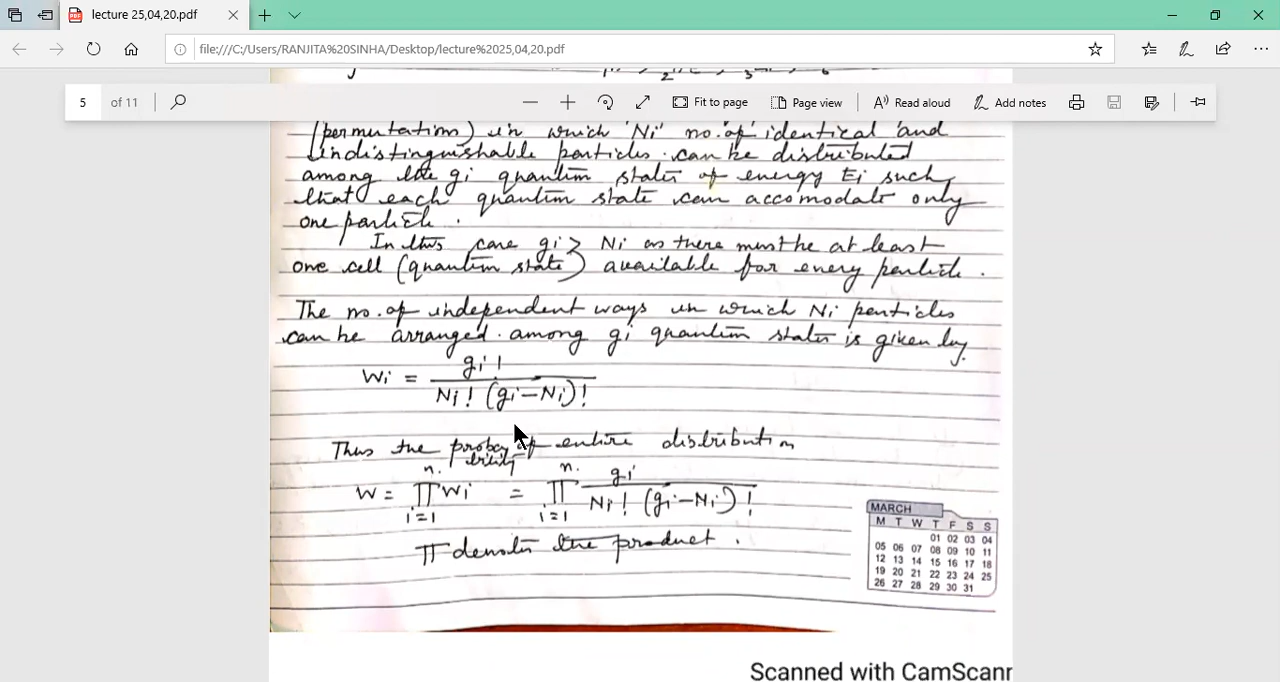 lecture 25,04,20.pdf
file:///C:/Users/RANJITA%20SINHA/Desktop/lecture%2025,04,20.pdf
5 of 11 Fit to page Page view Read aloud Add notes
(permutation) in which 'Ni' no. of identical and
indistinguishable particles can be distributed
among the gi quantum states of energy Ei such
that each quantum state can accomodate only
one particle.
In this case gi > Ni as there must be at least
one cell (quantum state) available for every particle.
The no. of independent ways in which Ni particles
can be arranged among gi quantum states is given by
Wi = gi! / Ni! (gi-Ni)!
Thus the probability of entire distribution
W = ∏ i=1 n Wi = ∏ i=1 n gi / Ni! (gi-Ni)!
∏ denotes the product.
MARCH
M T W T F S S
01 02 03 04
05 06 07 08 09 10 11
12 13 14 15 16 17 18
19 20 21 22 23 24 25
26 27 28 29 30 31
Scanned with CamScanr